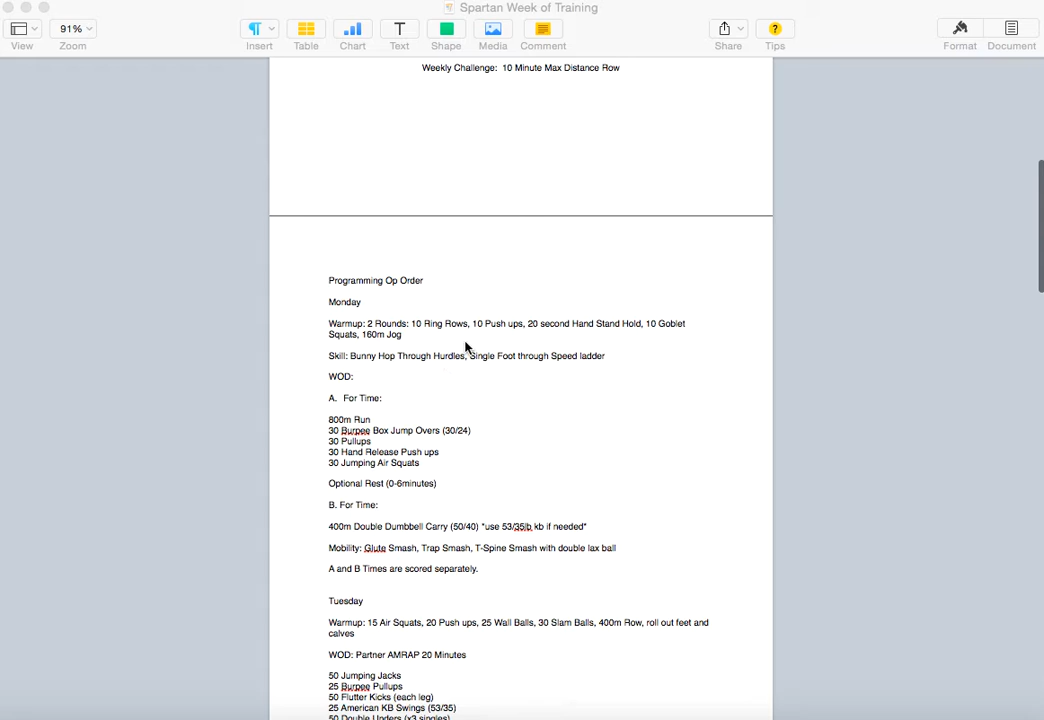 Spartan Week of Training
91%
View
Zoom
Insert
Table
Chart
Text
Shape
Media
Comment
Share
Tips
Format
Document
Weekly Challenge: 10 Minute Max Distance Row
Programming Op Order
Monday
Warmup: 2 Rounds: 10 Ring Rows, 10 Push ups, 20 second Hand Stand Hold, 10 Goblet
Squats, 160m Jog
Skill: Bunny Hop Through Hurdles, Single Foot through Speed ladder
WOD:
A. For Time:
800m Run
30 Burpee Box Jump Overs (30/24)
30 Pullups
30 Hand Release Push ups
30 Jumping Air Squats
Optional Rest (0-6minutes)
B. For Time:
400m Double Dumbbell Carry (50/40) *use 53/35lb kb if needed*
Mobility: Glute Smash, Trap Smash, T-Spine Smash with double lax ball
A and B Times are scored separately.
Tuesday
Warmup: 15 Air Squats, 20 Push ups, 25 Wall Balls, 30 Slam Balls, 400m Row, roll out feet and
calves
WOD: Partner AMRAP 20 Minutes
50 Jumping Jacks
25 Burpee Pullups
50 Flutter Kicks (each leg)
25 American KB Swings (53/35)
50 Double Unders (x3 singles)